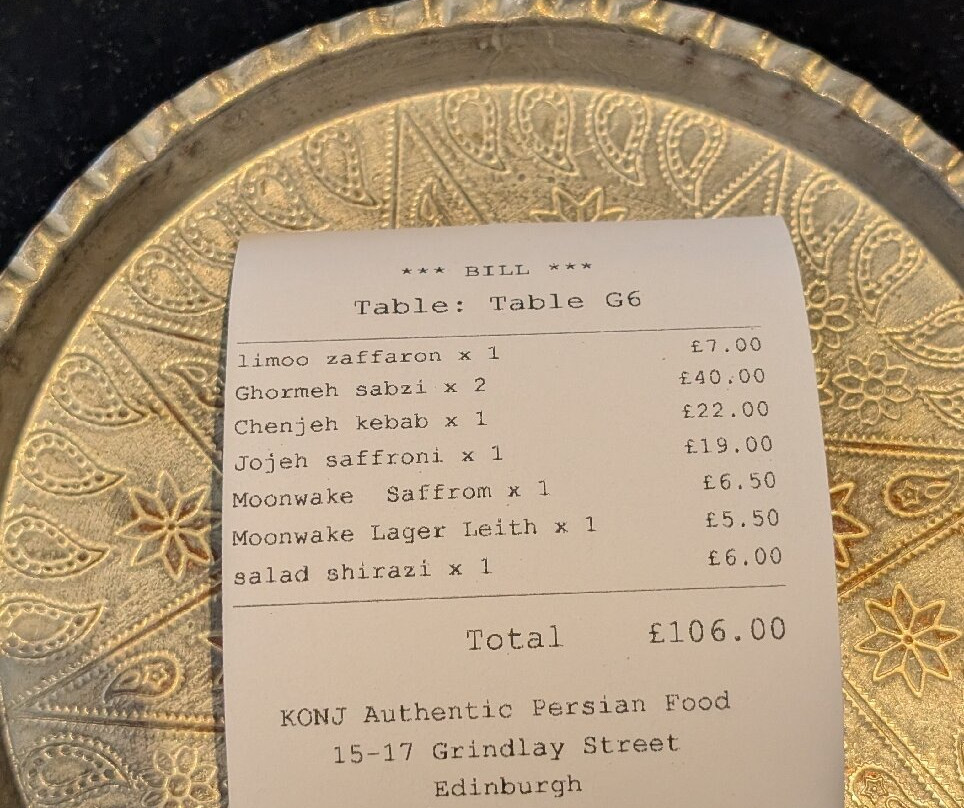 *** BILL ***
Table: Table G6
limoo zaffaron x 1 £7.00
Ghormeh sabzi x 2 £40.00
Chenjeh kebab x 1 £22.00
Jojeh saffroni x 1 £19.00
Moonwake  Saffrom x 1 £6.50
Moonwake Lager Leith x 1 £5.50
salad shirazi x 1 £6.00
Total £106.00
KONJ Authentic Persian Food
15-17 Grindlay Street
Edinburgh